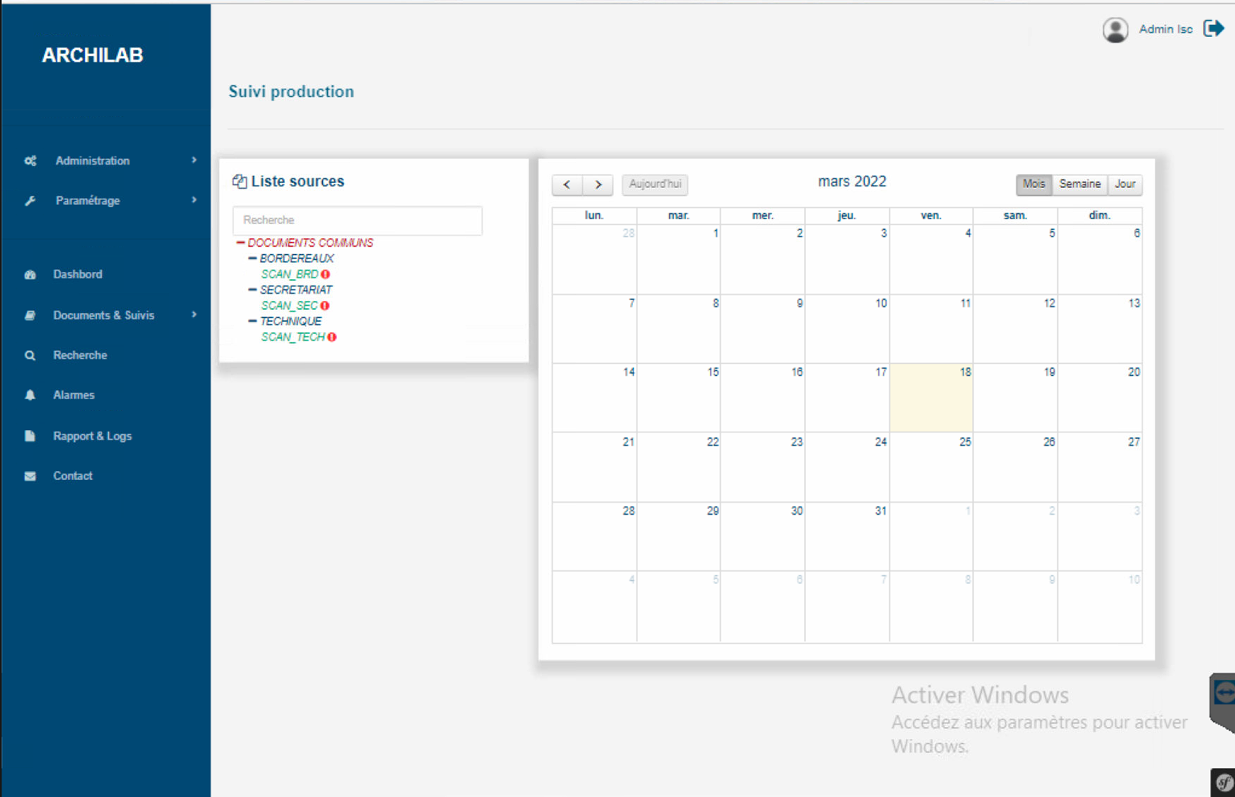 ARCHILAB
Admin Isc
Suivi production
Administration
Paramétrage
Dashbord
Documents & Suivis
Recherche
Alarmes
Rapport & Logs
Contact
Liste sources
Recherche
DOCUMENTS COMMUNS
BORDEREAUX
SCAN_BRD
SECRETARIAT
SCAN_SEC
TECHNIQUE
SCAN_TECH
< > Aujourd'hui mars 2022 Mois Semaine Jour
lun. mar. mer. jeu. ven. sam. dim.
28 1 2 3 4 5 6
7 8 9 10 11 12 13
14 15 16 17 18 19 20
21 22 23 24 25 26 27
28 29 30 31 1 2 3
4 5 6 7 8 9 10
Activer Windows
Accédez aux paramètres pour activer
Windows.
sf